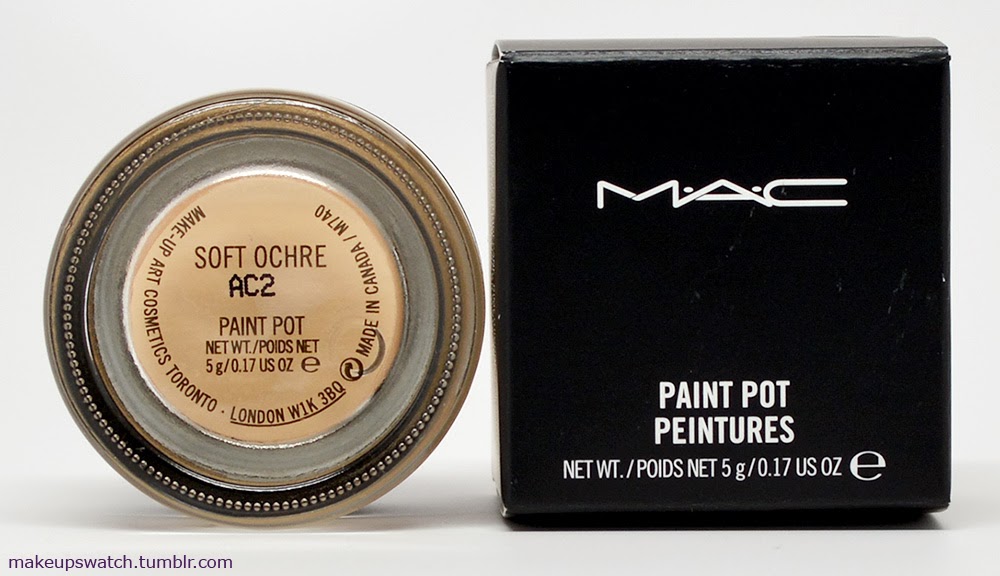 SOFT OCHRE
AC2
PAINT POT
NET WT./POIDS NET
5 g/0.17 US OZ ℮
MAKE-UP ART COSMETICS TORONTO · LONDON W1K 3BQ
MADE IN CANADA / M740
M·A·C
PAINT POT
PEINTURES
NET WT./POIDS NET 5 g/0.17 US OZ ℮
makeupswatch.tumblr.com